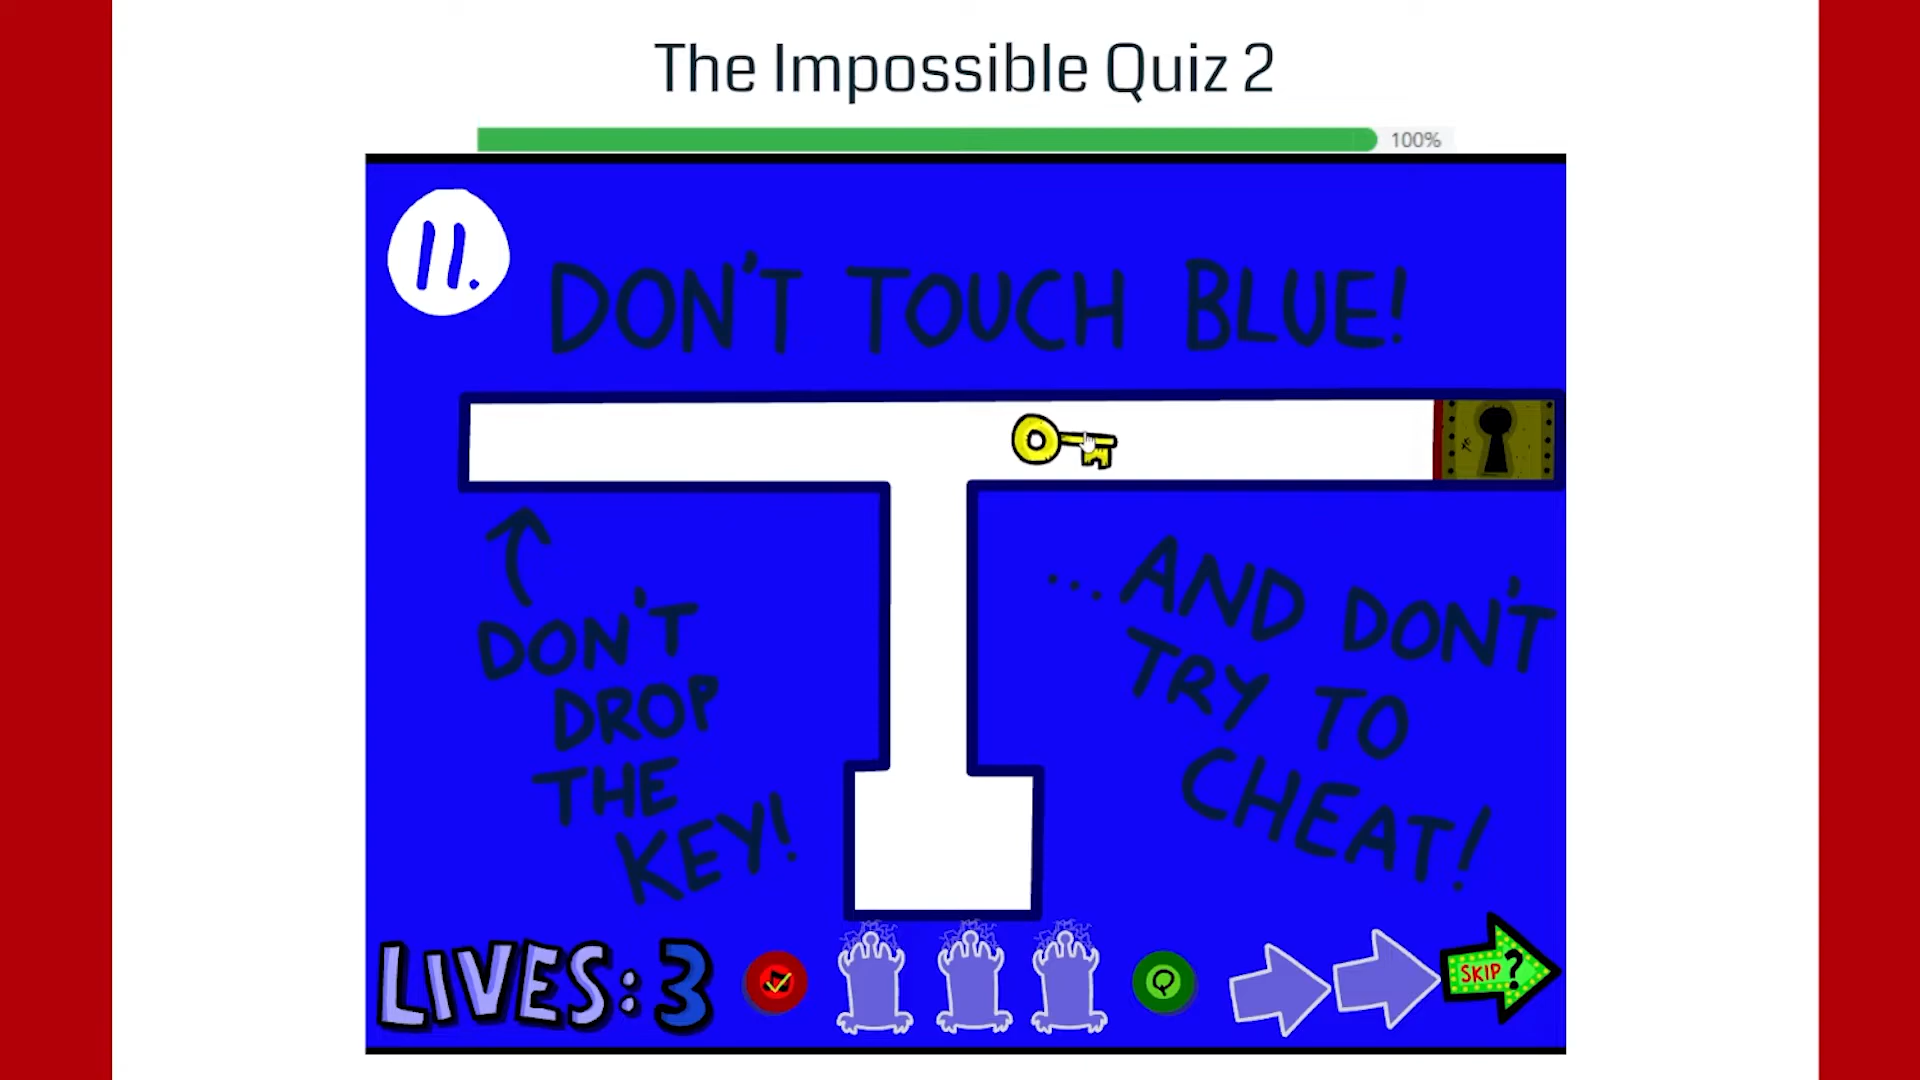 The Impossible Quiz 2
100%
11.
DON'T TOUCH BLUE!
DON'T
DROP
THE
KEY!
...AND DON'T
TRY TO
CHEAT!
LIVES: 3
Q
SKIP?